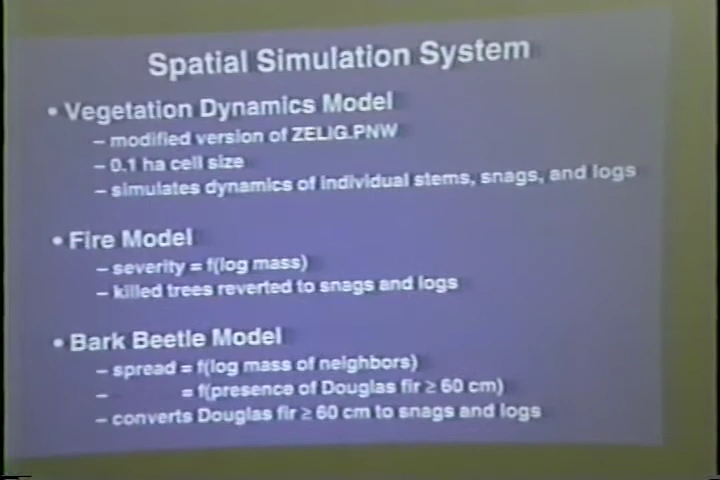 Spatial Simulation System
• Vegetation Dynamics Model
– modified version of ZELIG.PNW
– 0.1 ha cell size
– simulates dynamics of individual stems, snags, and logs
• Fire Model
– severity = f(log mass)
– killed trees reverted to snags and logs
• Bark Beetle Model
– spread = f(log mass of neighbors)
– = f(presence of Douglas fir ≥ 60 cm)
– converts Douglas fir ≥ 60 cm to snags and logs